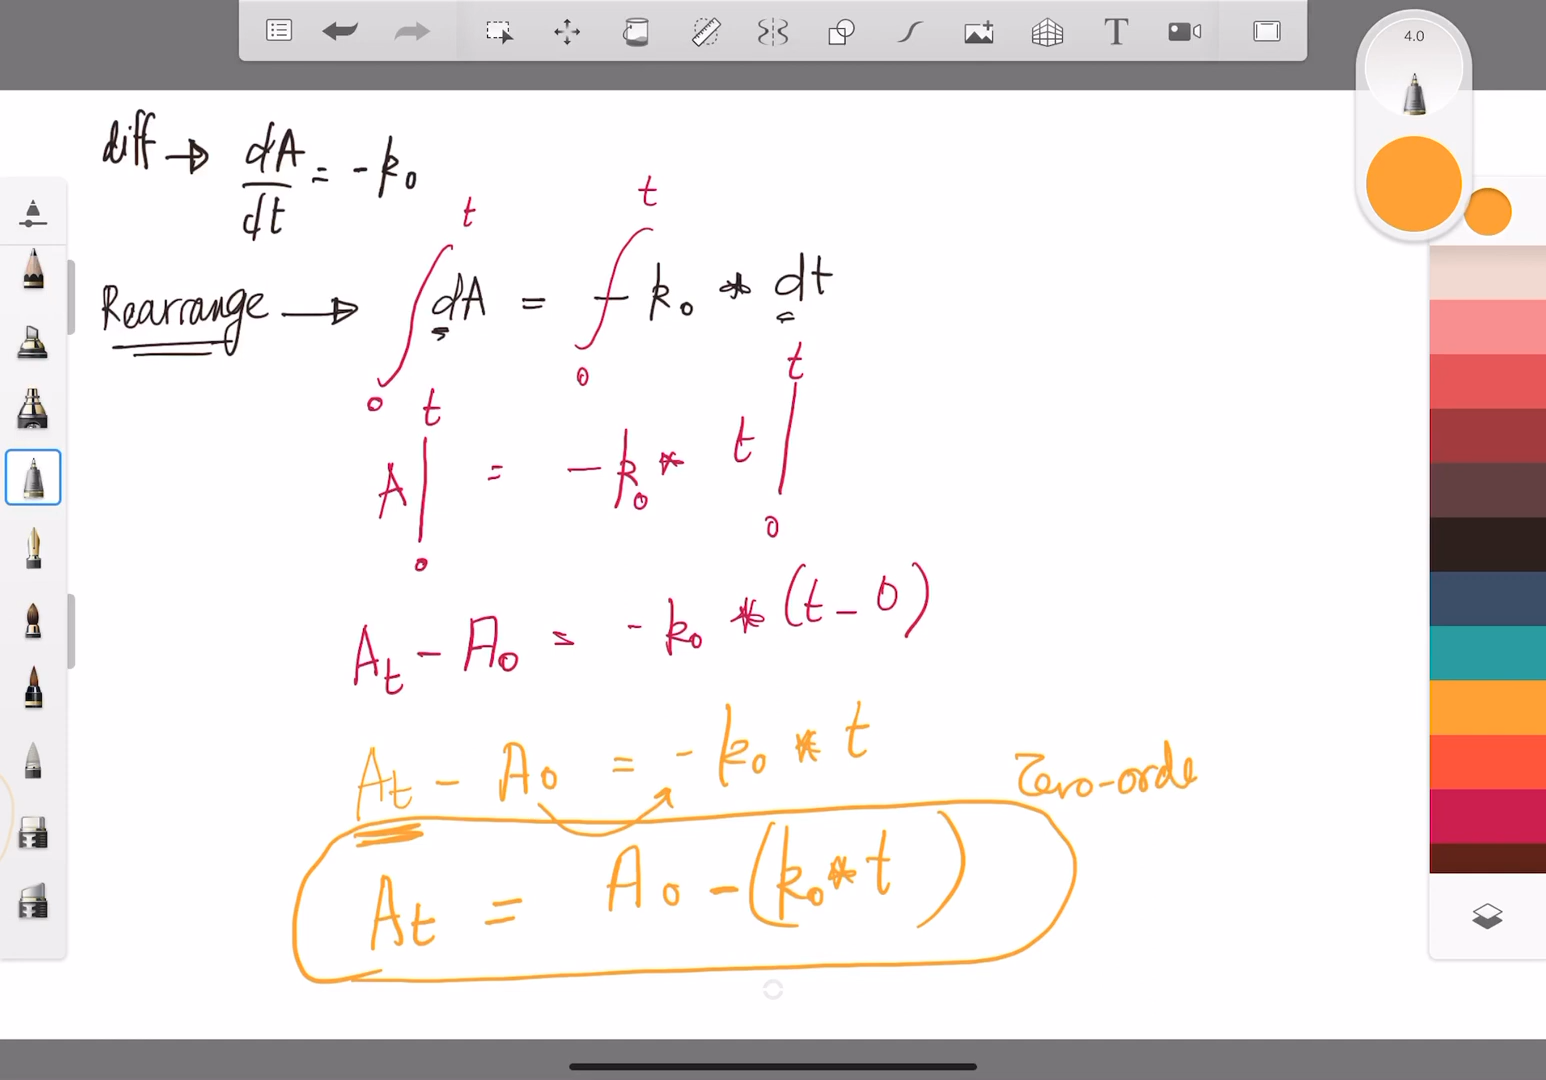 4.0
diff → dA/dt = - k₀
Rearrange → ∫₀ᵗ dA = ∫₀ᵗ - k₀ * dt
A|₀ᵗ = - k₀ * t|₀ᵗ
Aₜ - A₀ = - k₀ * (t - 0)
Aₜ - A₀ = - k₀ * t
Zero-orde
Aₜ = A₀ - (k₀ * t)